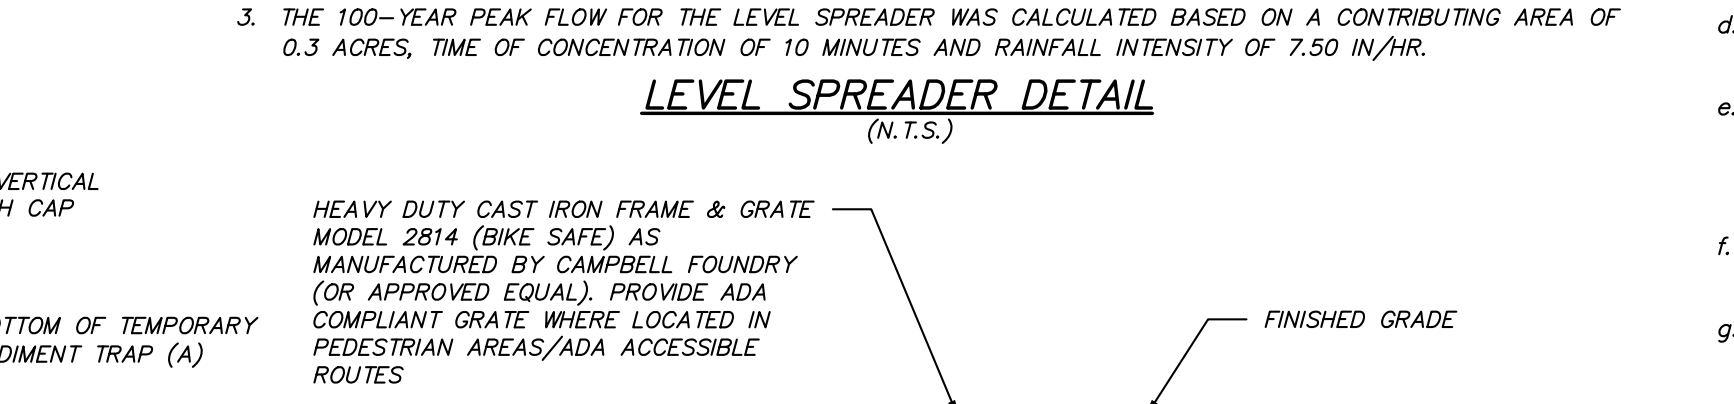 3. THE 100-YEAR PEAK FLOW FOR THE LEVEL SPREADER WAS CALCULATED BASED ON A CONTRIBUTING AREA OF
0.3 ACRES, TIME OF CONCENTRATION OF 10 MINUTES AND RAINFALL INTENSITY OF 7.50 IN/HR.
LEVEL SPREADER DETAIL
(N.T.S.)
VERTICAL
H CAP
OTTOM OF TEMPORARY
DIMENT TRAP (A)
HEAVY DUTY CAST IRON FRAME & GRATE
MODEL 2814 (BIKE SAFE) AS
MANUFACTURED BY CAMPBELL FOUNDRY
(OR APPROVED EQUAL). PROVIDE ADA
COMPLIANT GRATE WHERE LOCATED IN
PEDESTRIAN AREAS/ADA ACCESSIBLE
ROUTES
FINISHED GRADE
d.
e.
f.
g.